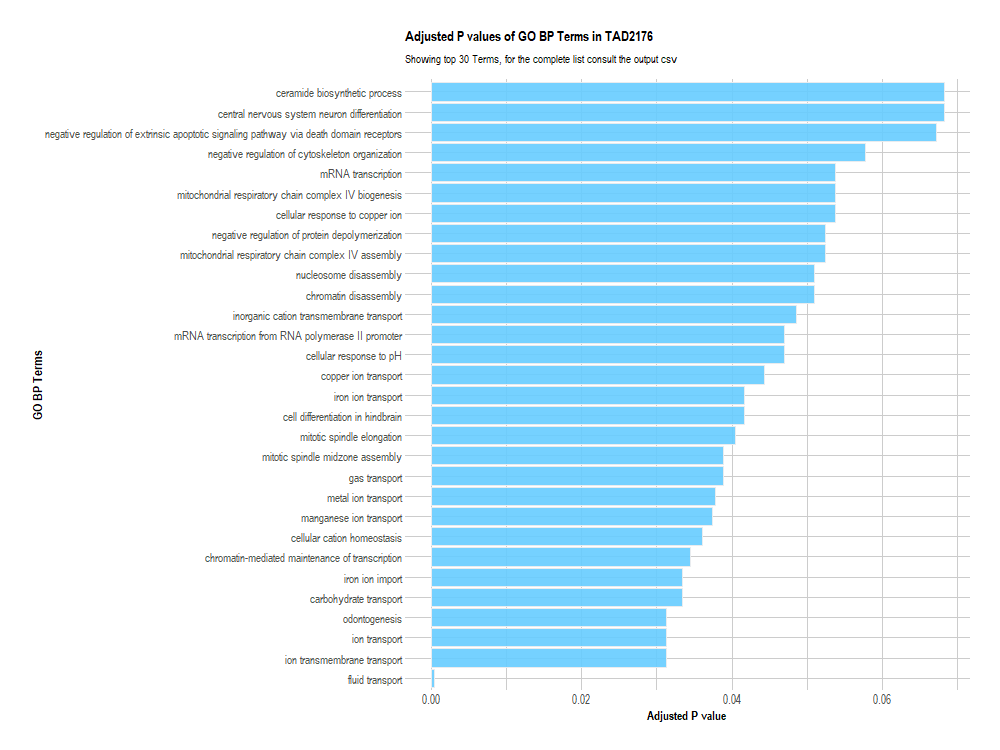 Adjusted P values of GO BP Terms in TAD2176
Showing top 30 Terms, for the complete list consult the output csv
ceramide biosynthetic process
central nervous system neuron differentiation
negative regulation of extrinsic apoptotic signaling pathway via death domain receptors
negative regulation of cytoskeleton organization
mRNA transcription
mitochondrial respiratory chain complex IV biogenesis
cellular response to copper ion
negative regulation of protein depolymerization
mitochondrial respiratory chain complex IV assembly
nucleosome disassembly
chromatin disassembly
inorganic cation transmembrane transport
mRNA transcription from RNA polymerase II promoter
cellular response to pH
copper ion transport
iron ion transport
cell differentiation in hindbrain
mitotic spindle elongation
mitotic spindle midzone assembly
gas transport
metal ion transport
manganese ion transport
cellular cation homeostasis
chromatin-mediated maintenance of transcription
iron ion import
carbohydrate transport
odontogenesis
ion transport
ion transmembrane transport
fluid transport
GO BP Terms
0.00 0.02 0.04 0.06
Adjusted P value